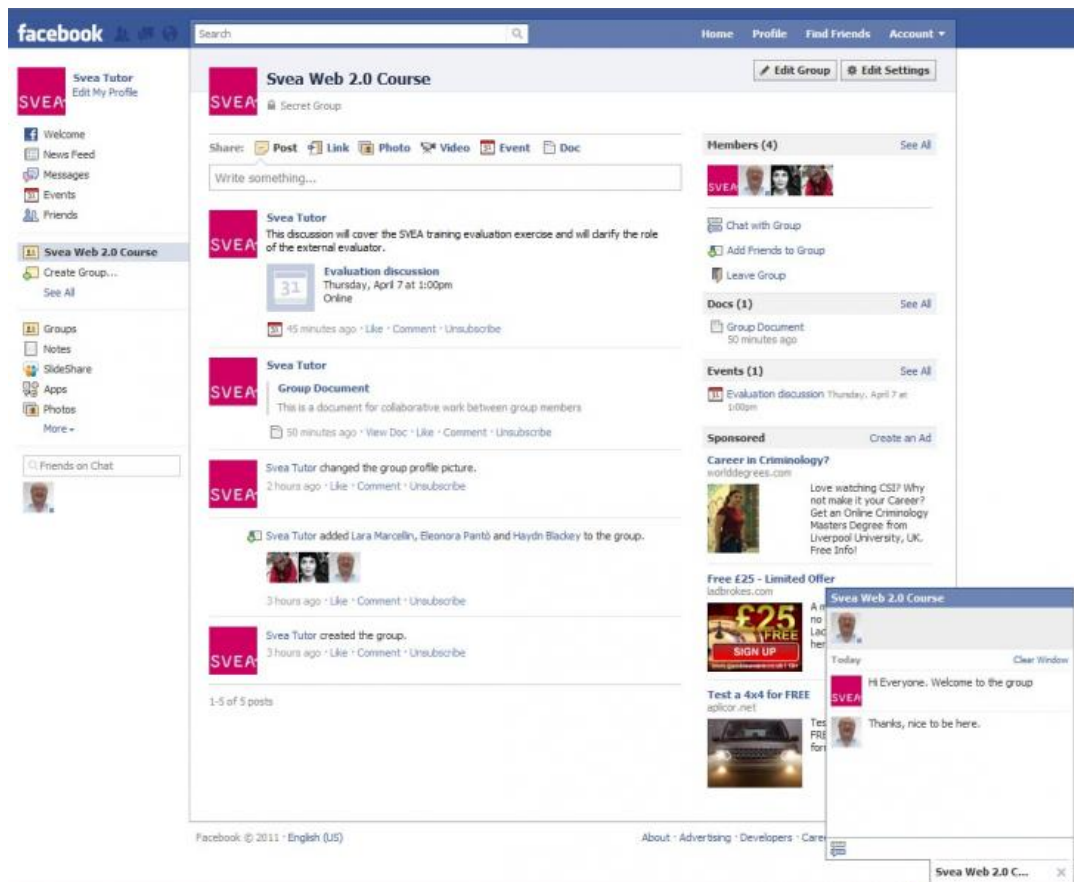 facebook
Search
Home Profile Find Friends Account
SVEA
Svea Tutor
Edit My Profile
Welcome
News Feed
Messages
Events
Friends
Svea Web 2.0 Course
Create Group...
See All
Groups
Notes
SlideShare
Apps
Photos
More
Friends on Chat
SVEA
Svea Web 2.0 Course
Secret Group
Edit Group Edit Settings
Share: Post Link Photo Video 31 Event Doc
Write something...
SVEA
Svea Tutor
This discussion will cover the SVEA training evaluation exercise and will clarify the role
of the external evaluator.
31
Evaluation discussion
Thursday, April 7 at 1:00pm
Online
31 45 minutes ago · Like · Comment · Unsubscribe
SVEA
Svea Tutor
Group Document
This is a document for collaborative work between group members
50 minutes ago · View Doc · Like · Comment · Unsubscribe
SVEA
Svea Tutor changed the group profile picture.
2 hours ago · Like · Comment · Unsubscribe
Svea Tutor added Lara Marcellin, Eleonora Pantò and Haydn Blackey to the group.
3 hours ago · Like · Comment · Unsubscribe
SVEA
Svea Tutor created the group.
3 hours ago · Like · Comment · Unsubscribe
1-5 of 5 posts
Members (4) See All
SVEA
Chat with Group
Add Friends to Group
Leave Group
Docs (1) See All
Group Document
50 minutes ago
Events (1) See All
31 Evaluation discussion Thursday, April 7 at
1:00pm
Sponsored Create an Ad
Career in Criminology?
worlddegrees.com
Love watching CSI? Why
not make it your Career?
Get an Online Criminology
Masters Degree from
Liverpool University, UK.
Free Info!
Free £25 - Limited Offer
ladbrokes.com
£25
FREE
SIGN UP
Test a 4x4 for FREE
aplicor.net
Svea Web 2.0 Course
Today Clear Window
SVEA
Hi Everyone. Welcome to the group
Thanks, nice to be here.
Svea Web 2.0 C...
Facebook © 2011 · English (US)
About · Advertising · Developers ·